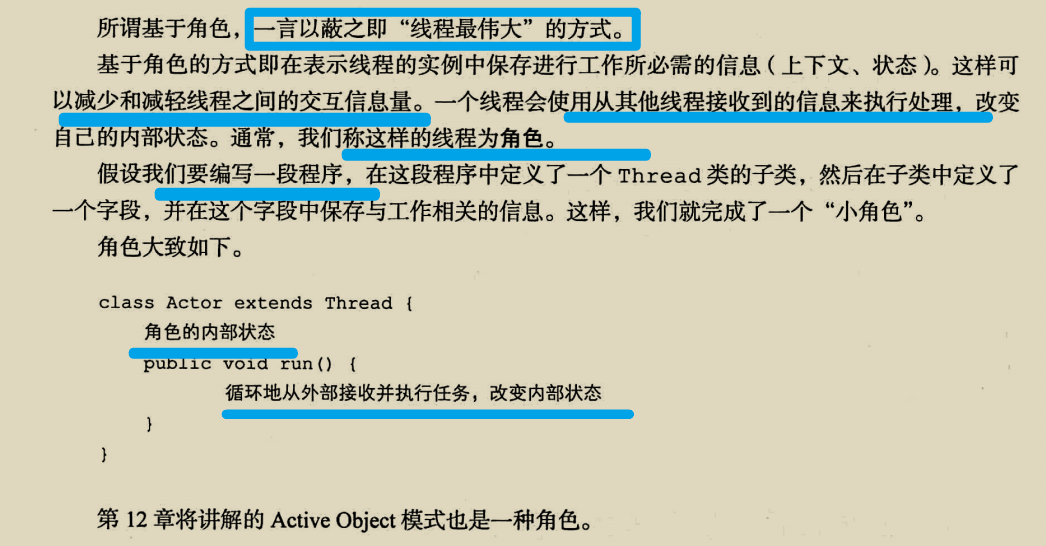 所谓基于角色，一言以蔽之即“线程最伟大”的方式。
基于角色的方式即在表示线程的实例中保存进行工作所必需的信息（上下文、状态）。这样可
以减少和减轻线程之间的交互信息量。一个线程会使用从其他线程接收到的信息来执行处理，改变
自己的内部状态。通常，我们称这样的线程为角色。
假设我们要编写一段程序，在这段程序中定义了一个 Thread 类的子类，然后在子类中定义了
一个字段，并在这个字段中保存与工作相关的信息。这样，我们就完成了一个“小角色”。
角色大致如下。
class Actor extends Thread {
角色的内部状态
public void run() {
循环地从外部接收并执行任务，改变内部状态
}
}
第 12 章将讲解的 Active Object 模式也是一种角色。